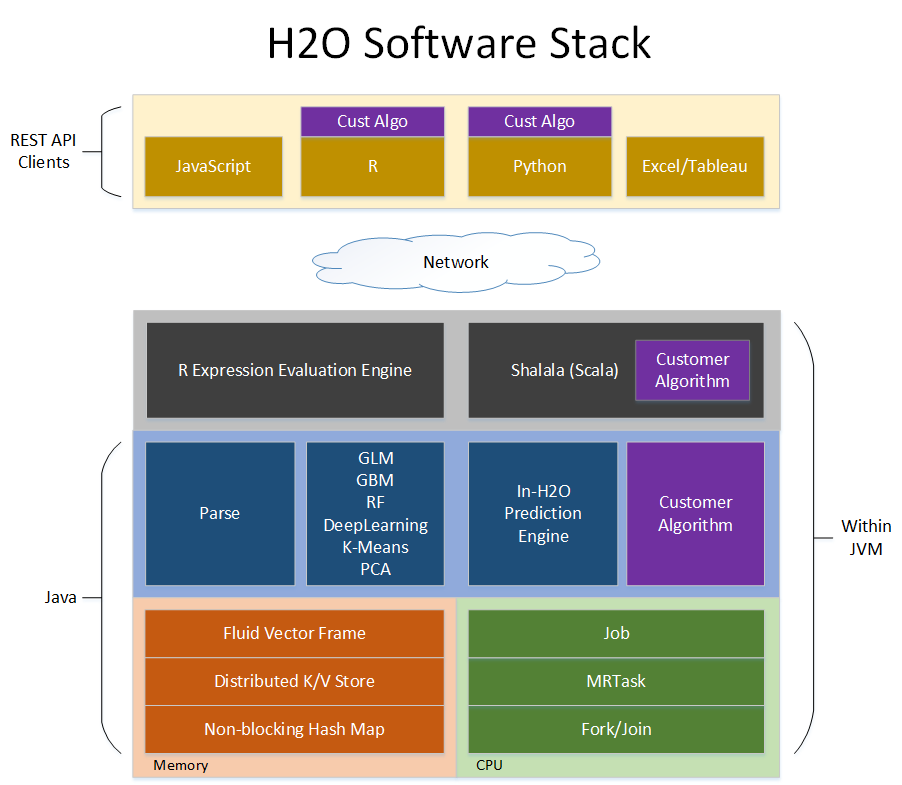 H2O Software Stack
REST API
Clients
Cust Algo
Cust Algo
JavaScript
R
Python
Excel/Tableau
Network
R Expression Evaluation Engine
Shalala (Scala)
Customer
Algorithm
Parse
GLM
GBM
RF
DeepLearning
K-Means
PCA
In-H2O
Prediction
Engine
Customer
Algorithm
Within
JVM
Java
Fluid Vector Frame
Distributed K/V Store
Non-blocking Hash Map
Memory
Job
MRTask
Fork/Join
CPU